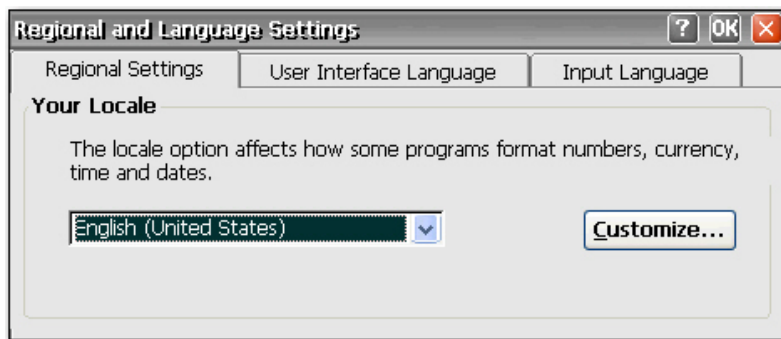 Regional and Language Settings ? OK
Regional Settings User Interface Language Input Language
Your Locale
The locale option affects how some programs format numbers, currency,
time and dates.
English (United States) Customize...